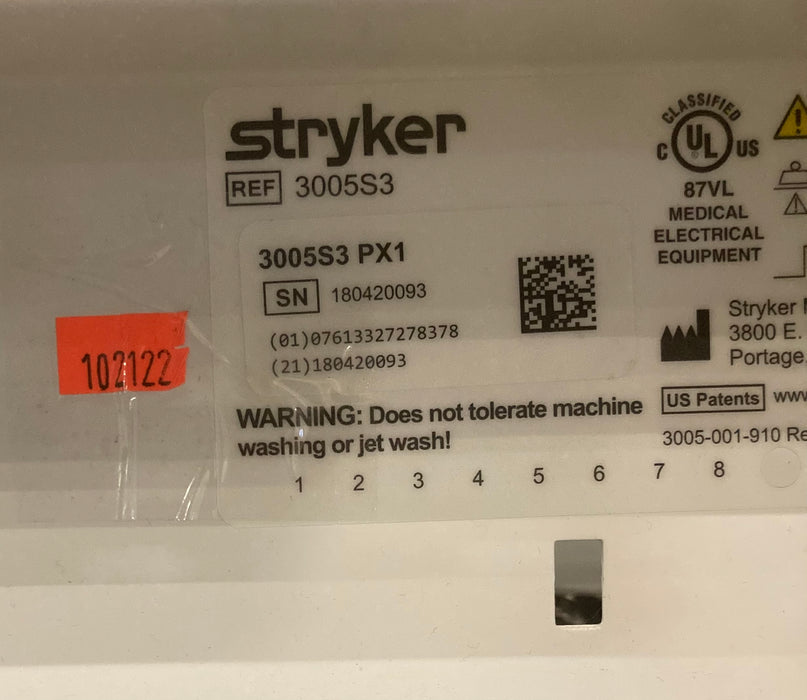 stryker
REF 3005S3
3005S3 PX1
SN 180420093
(01)07613327278378
(21)180420093
WARNING: Does not tolerate machine
washing or jet wash!
1 2 3 4 5 6 7 8
102122
CLASSIFIED
C UL US
87VL
MEDICAL
ELECTRICAL
EQUIPMENT
Stryker
3800 E.
Portage,
US Patents www
3005-001-910 Re